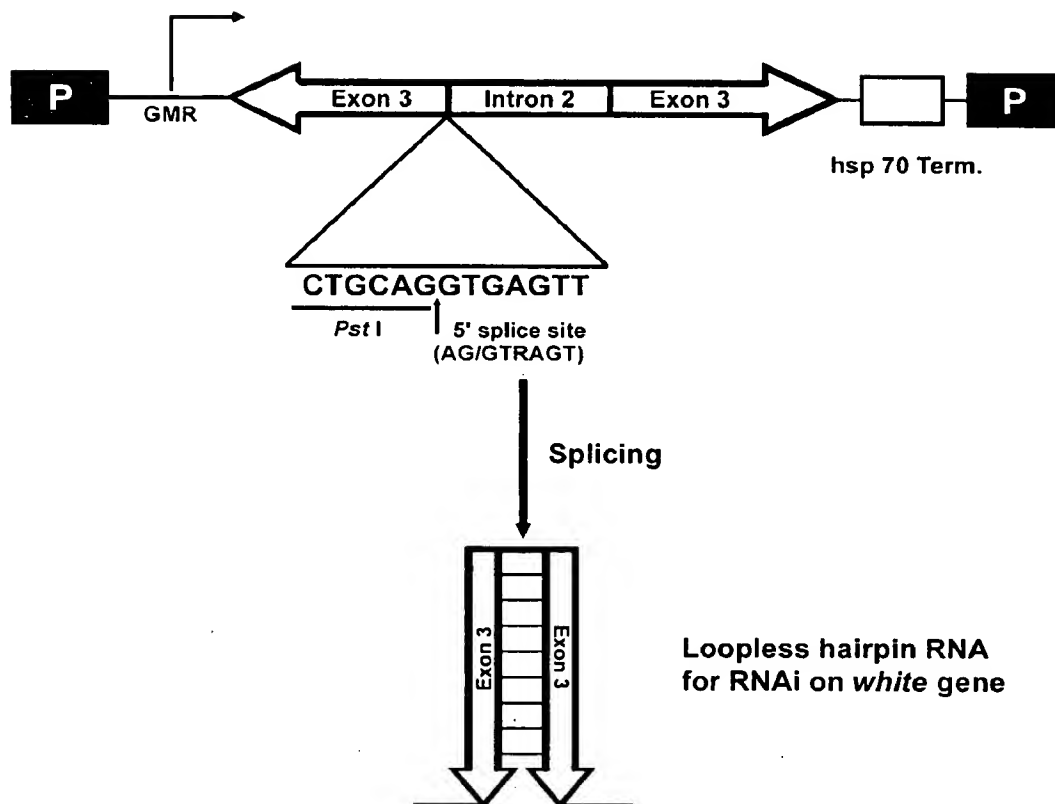 P
GMR
Exon 3
Intron 2
Exon 3
P
hsp 70 Term.
CTGCAGGTGAGTT
Pst I
5' splice site
(AG/GTRAGT)
Splicing
Exon 3
Exon 3
Loopless hairpin RNA
for RNAi on white gene